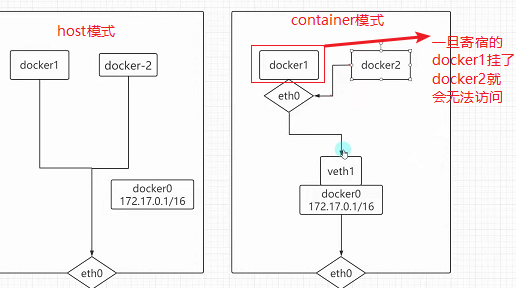 host模式
docker1
docker-2
docker0
172.17.0.1/16
eth0
container模式
docker1
docker2
eth0
veth1
docker0
172.17.0.1/16
eth0
一旦寄宿的
docker1挂了
docker2就
会无法访问